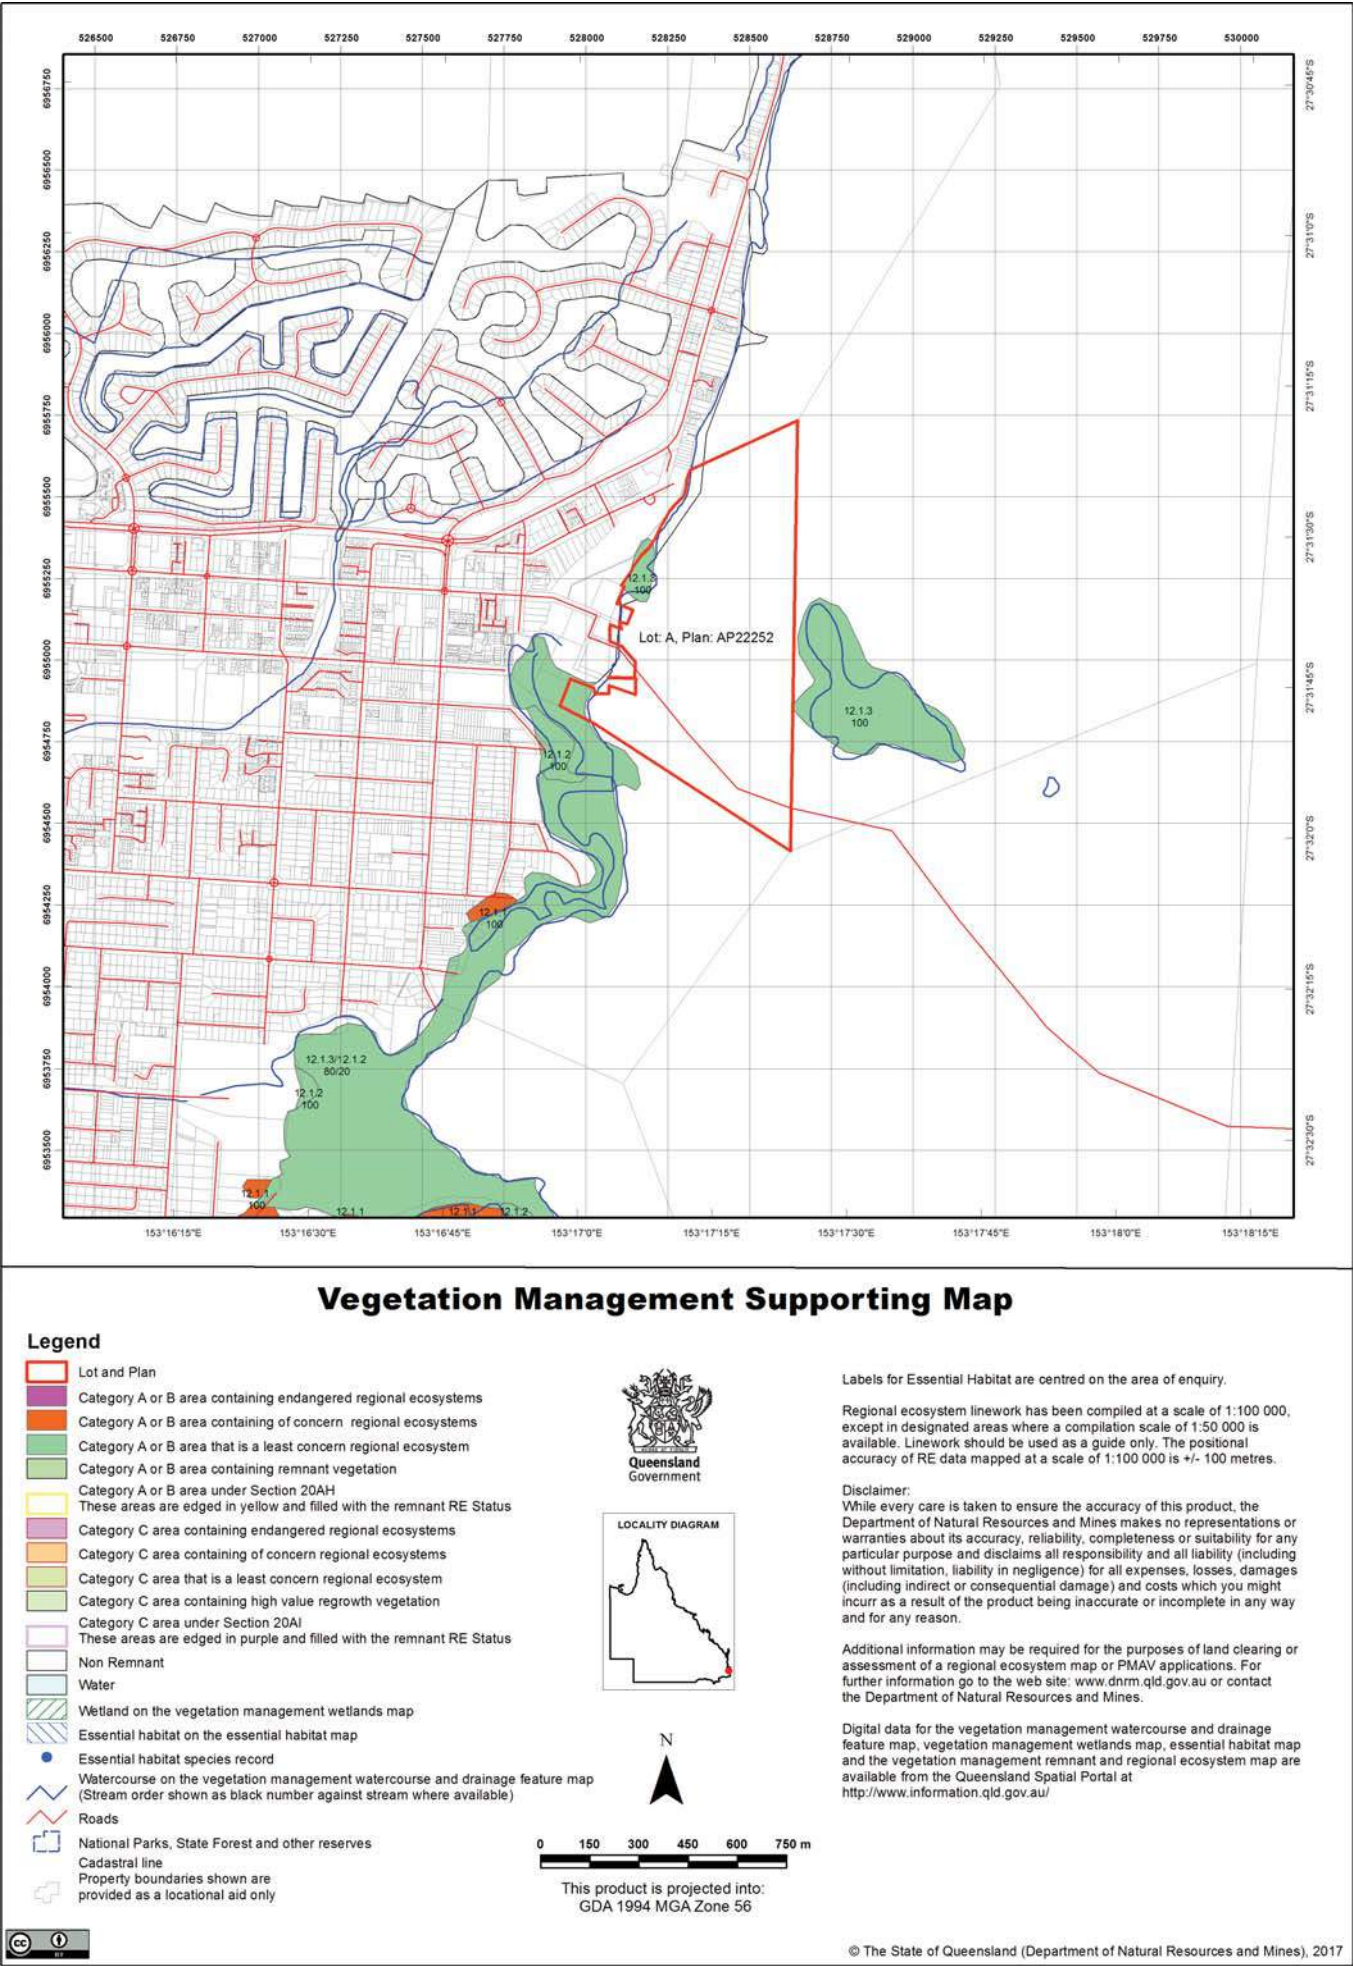 526500 526750 527000 527250 527500 527750 528000 528250 528500 528750 529000 529250 529500 529750 530000
6956750
6956500
6956250
6956000
6955750
6955500
6955250
6955000
6954750
6954500
6954250
6954000
6953750
6953500
27°30'45"S
27°31'0"S
27°31'15"S
27°31'30"S
27°31'45"S
27°32'0"S
27°32'15"S
27°32'30"S
12.1.3
100
Lot: A, Plan: AP22252
12.1.3
100
12.1.2
100
12.1.1
100
12.1.3/12.1.2
80/20
12.1.2
100
12.1.1
100
12.1.1
12.1.1
12.1.2
153°16'15"E 153°16'30"E 153°16'45"E 153°17'0"E 153°17'15"E 153°17'30"E 153°17'45"E 153°18'0"E 153°18'15"E
Vegetation Management Supporting Map
Legend
Lot and Plan
Category A or B area containing endangered regional ecosystems
Category A or B area containing of concern regional ecosystems
Category A or B area that is a least concern regional ecosystem
Category A or B area containing remnant vegetation
Category A or B area under Section 20AH
These areas are edged in yellow and filled with the remnant RE Status
Category C area containing endangered regional ecosystems
Category C area containing of concern regional ecosystems
Category C area that is a least concern regional ecosystem
Category C area containing high value regrowth vegetation
Category C area under Section 20AI
These areas are edged in purple and filled with the remnant RE Status
Non Remnant
Water
Wetland on the vegetation management wetlands map
Essential habitat on the essential habitat map
Essential habitat species record
Watercourse on the vegetation management watercourse and drainage feature map
(Stream order shown as black number against stream where available)
Roads
National Parks, State Forest and other reserves
Cadastral line
Property boundaries shown are
provided as a locational aid only
Queensland
Government
LOCALITY DIAGRAM
N
0 150 300 450 600 750 m
This product is projected into:
GDA 1994 MGA Zone 56
Labels for Essential Habitat are centred on the area of enquiry.
Regional ecosystem linework has been compiled at a scale of 1:100 000,
except in designated areas where a compilation scale of 1:50 000 is
available. Linework should be used as a guide only. The positional
accuracy of RE data mapped at a scale of 1:100 000 is +/- 100 metres.
Disclaimer:
While every care is taken to ensure the accuracy of this product, the
Department of Natural Resources and Mines makes no representations or
warranties about its accuracy, reliability, completeness or suitability for any
particular purpose and disclaims all responsibility and all liability (including
without limitation, liability in negligence) for all expenses, losses, damages
(including indirect or consequential damage) and costs which you might
incur as a result of the product being inaccurate or incomplete in any way
and for any reason.
Additional information may be required for the purposes of land clearing or
assessment of a regional ecosystem map or PMAV applications. For
further information go to the web site: www.dnrm.qld.gov.au or contact
the Department of Natural Resources and Mines.
Digital data for the vegetation management watercourse and drainage
feature map, vegetation management wetlands map, essential habitat map
and the vegetation management remnant and regional ecosystem map are
available from the Queensland Spatial Portal at
http://www.information.qld.gov.au/
cc
BY
© The State of Queensland (Department of Natural Resources and Mines), 2017